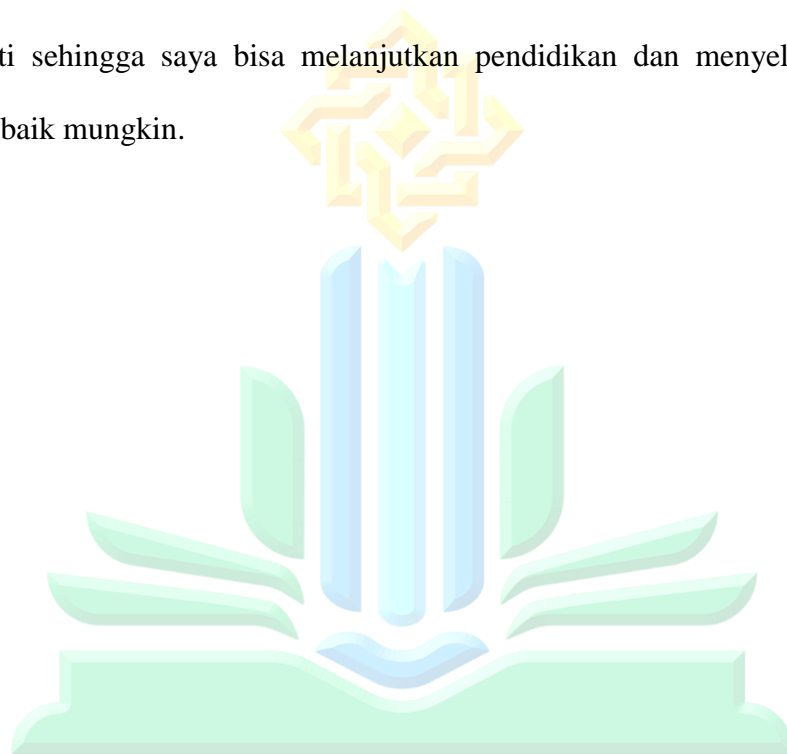 ti sehingga saya bisa melanjutkan pendidikan dan menyel
baik mungkin.